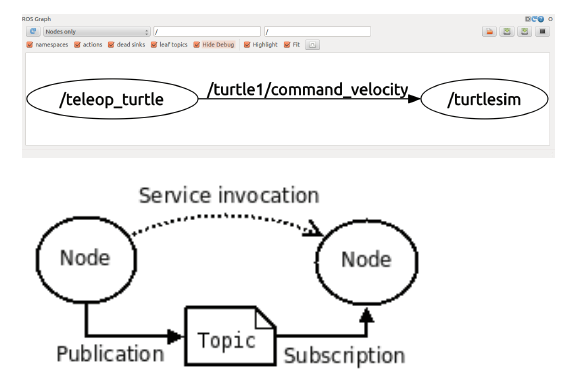 ROS Graph
Nodes only / /
namespaces actions dead sinks leaf topics Hide Debug Highlight Fit
/teleop_turtle /turtle1/command_velocity /turtlesim
Service invocation
Node Node
Topic
Publication Subscription